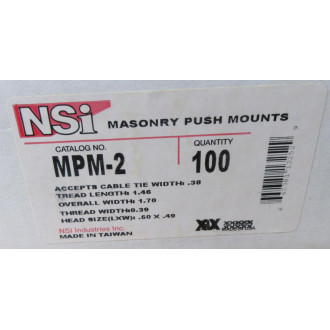 NSi MASONRY PUSH MOUNTS
CATALOG NO. QUANTITY
MPM-2 100
ACCEPTS CABLE TIE WIDTH: .38
TREAD LENGTH: 1.46
OVERALL WIDTH: 1.70
THREAD WIDTH:0.39
HEAD SIZE(LXW): .50 X .49
NSi Industries Inc.
MADE IN TAIWAN